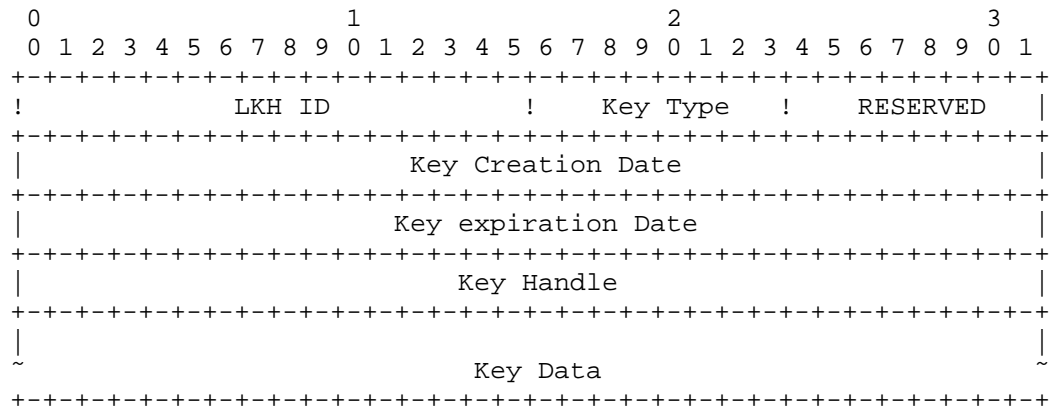 0                   1                   2                   3
 0 1 2 3 4 5 6 7 8 9 0 1 2 3 4 5 6 7 8 9 0 1 2 3 4 5 6 7 8 9 0 1
+-+-+-+-+-+-+-+-+-+-+-+-+-+-+-+-+-+-+-+-+-+-+-+-+-+-+-+-+-+-+-+-+
!             LKH ID            !    Key Type   !    RESERVED   |
+-+-+-+-+-+-+-+-+-+-+-+-+-+-+-+-+-+-+-+-+-+-+-+-+-+-+-+-+-+-+-+-+
|                        Key Creation Date                      |
+-+-+-+-+-+-+-+-+-+-+-+-+-+-+-+-+-+-+-+-+-+-+-+-+-+-+-+-+-+-+-+-+
|                       Key expiration Date                     |
+-+-+-+-+-+-+-+-+-+-+-+-+-+-+-+-+-+-+-+-+-+-+-+-+-+-+-+-+-+-+-+-+
|                           Key Handle                          |
+-+-+-+-+-+-+-+-+-+-+-+-+-+-+-+-+-+-+-+-+-+-+-+-+-+-+-+-+-+-+-+-+
|                                                               |
~                            Key Data                           ~
+-+-+-+-+-+-+-+-+-+-+-+-+-+-+-+-+-+-+-+-+-+-+-+-+-+-+-+-+-+-+-+-+